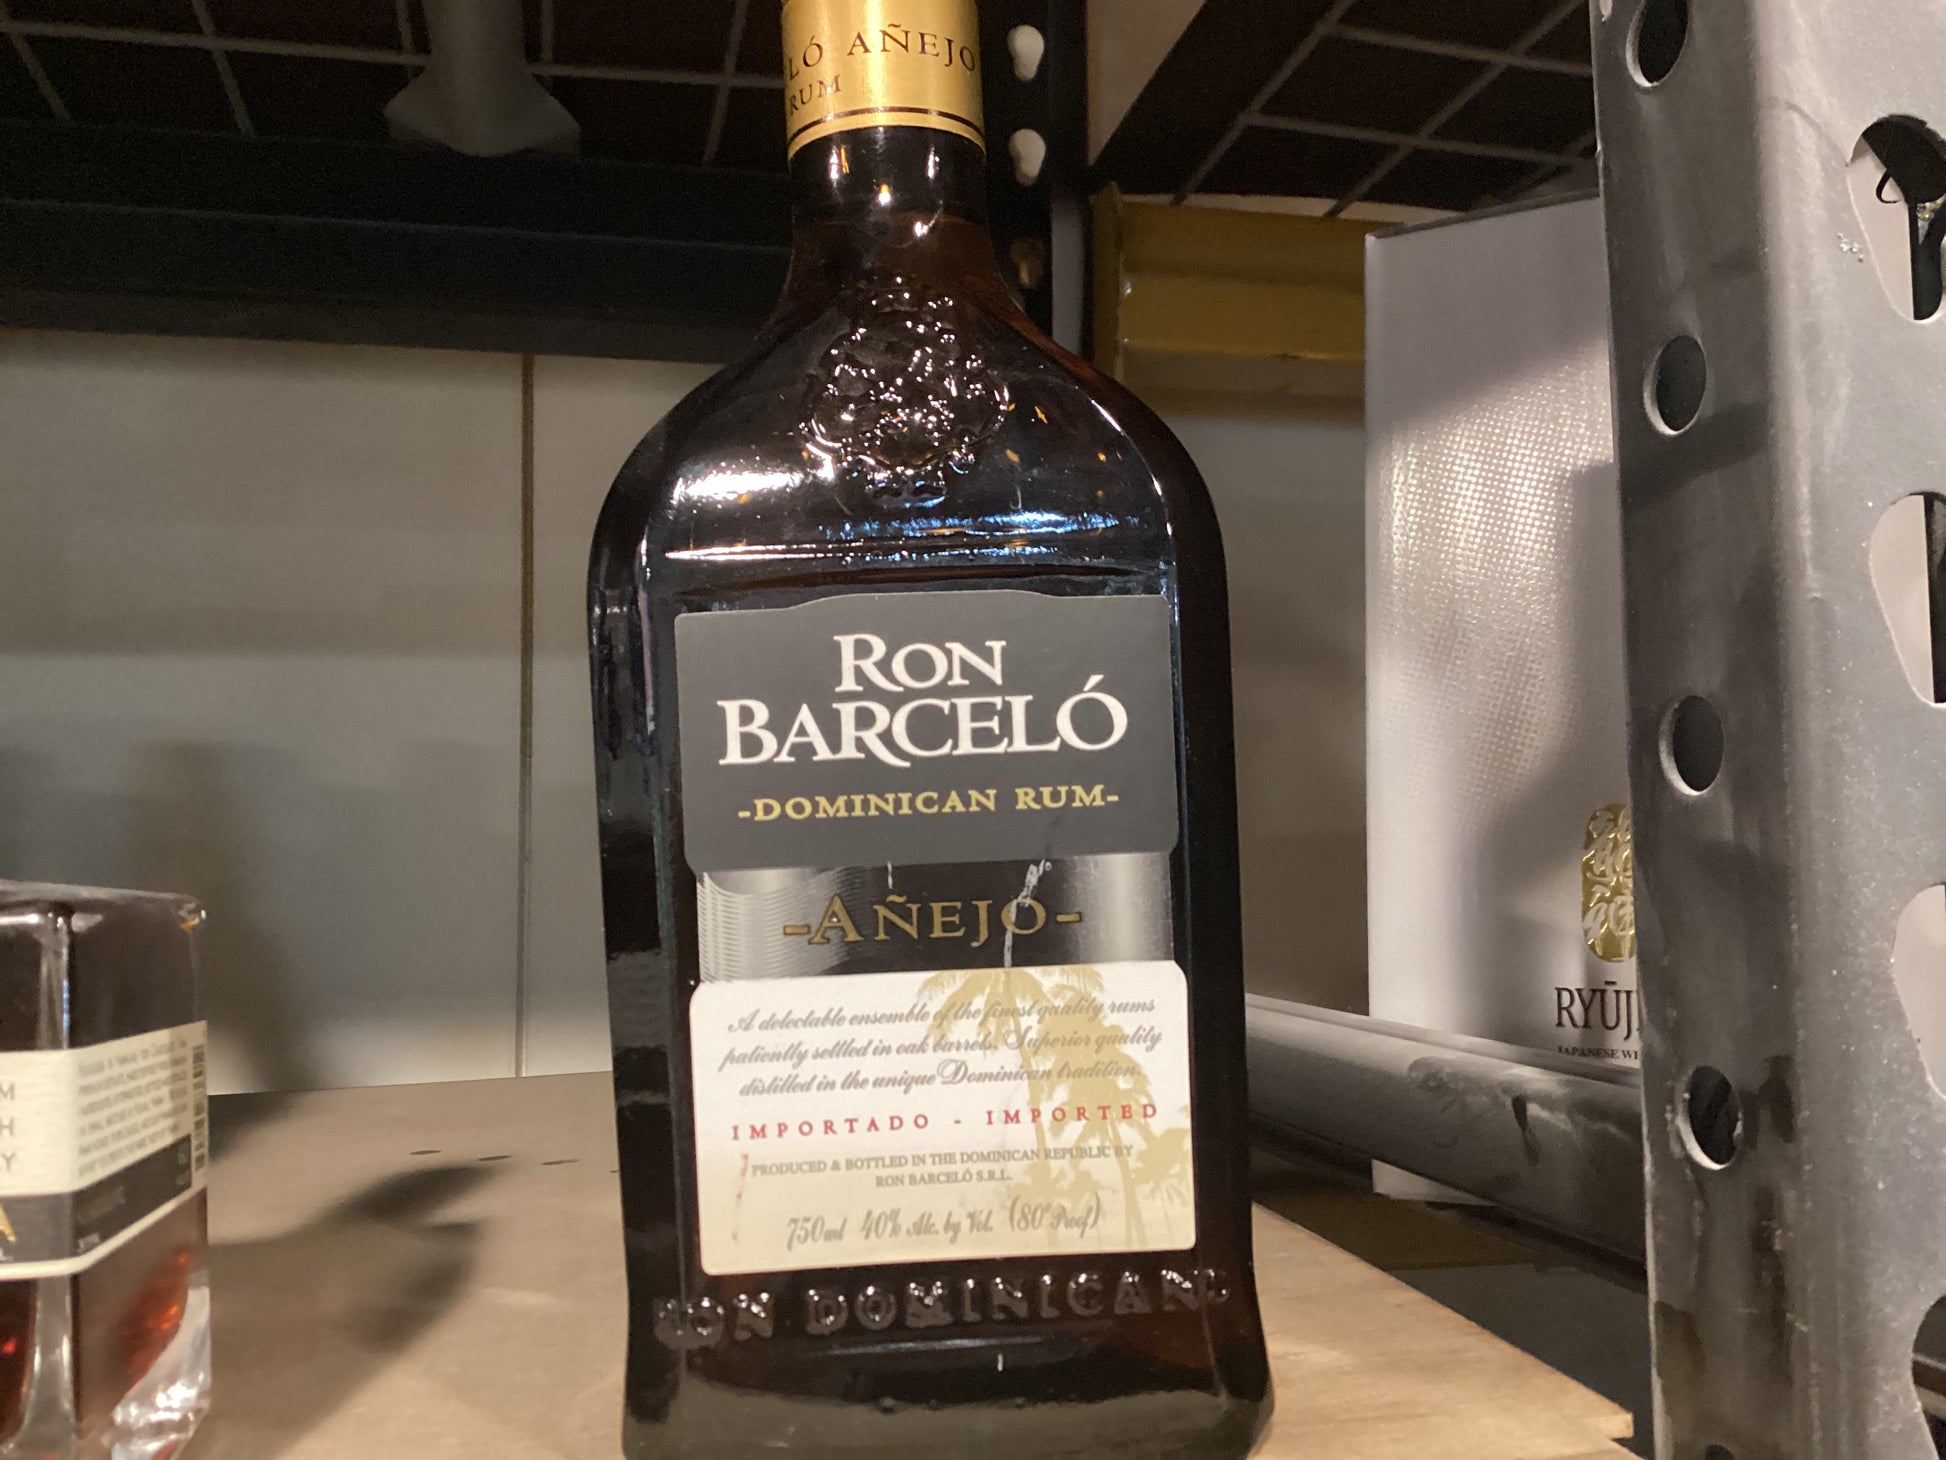 LÓ AÑEJO
RUM
RON
BARCELÓ
-DOMINICAN RUM-
-AÑEJO-
A delectable ensemble of the finest quality rums
patiently settled in oak barrels. Superior quality
distilled in the unique Dominican tradition.
IMPORTADO - IMPORTED
PRODUCED & BOTTLED IN THE DOMINICAN REPUBLIC BY
RON BARCELÓ S.R.L.
750ml 40% Alc. by Vol. (80° Proof)
RON DOMINICANO
RYŪJ
JAPANESE W
M
H
Y
A